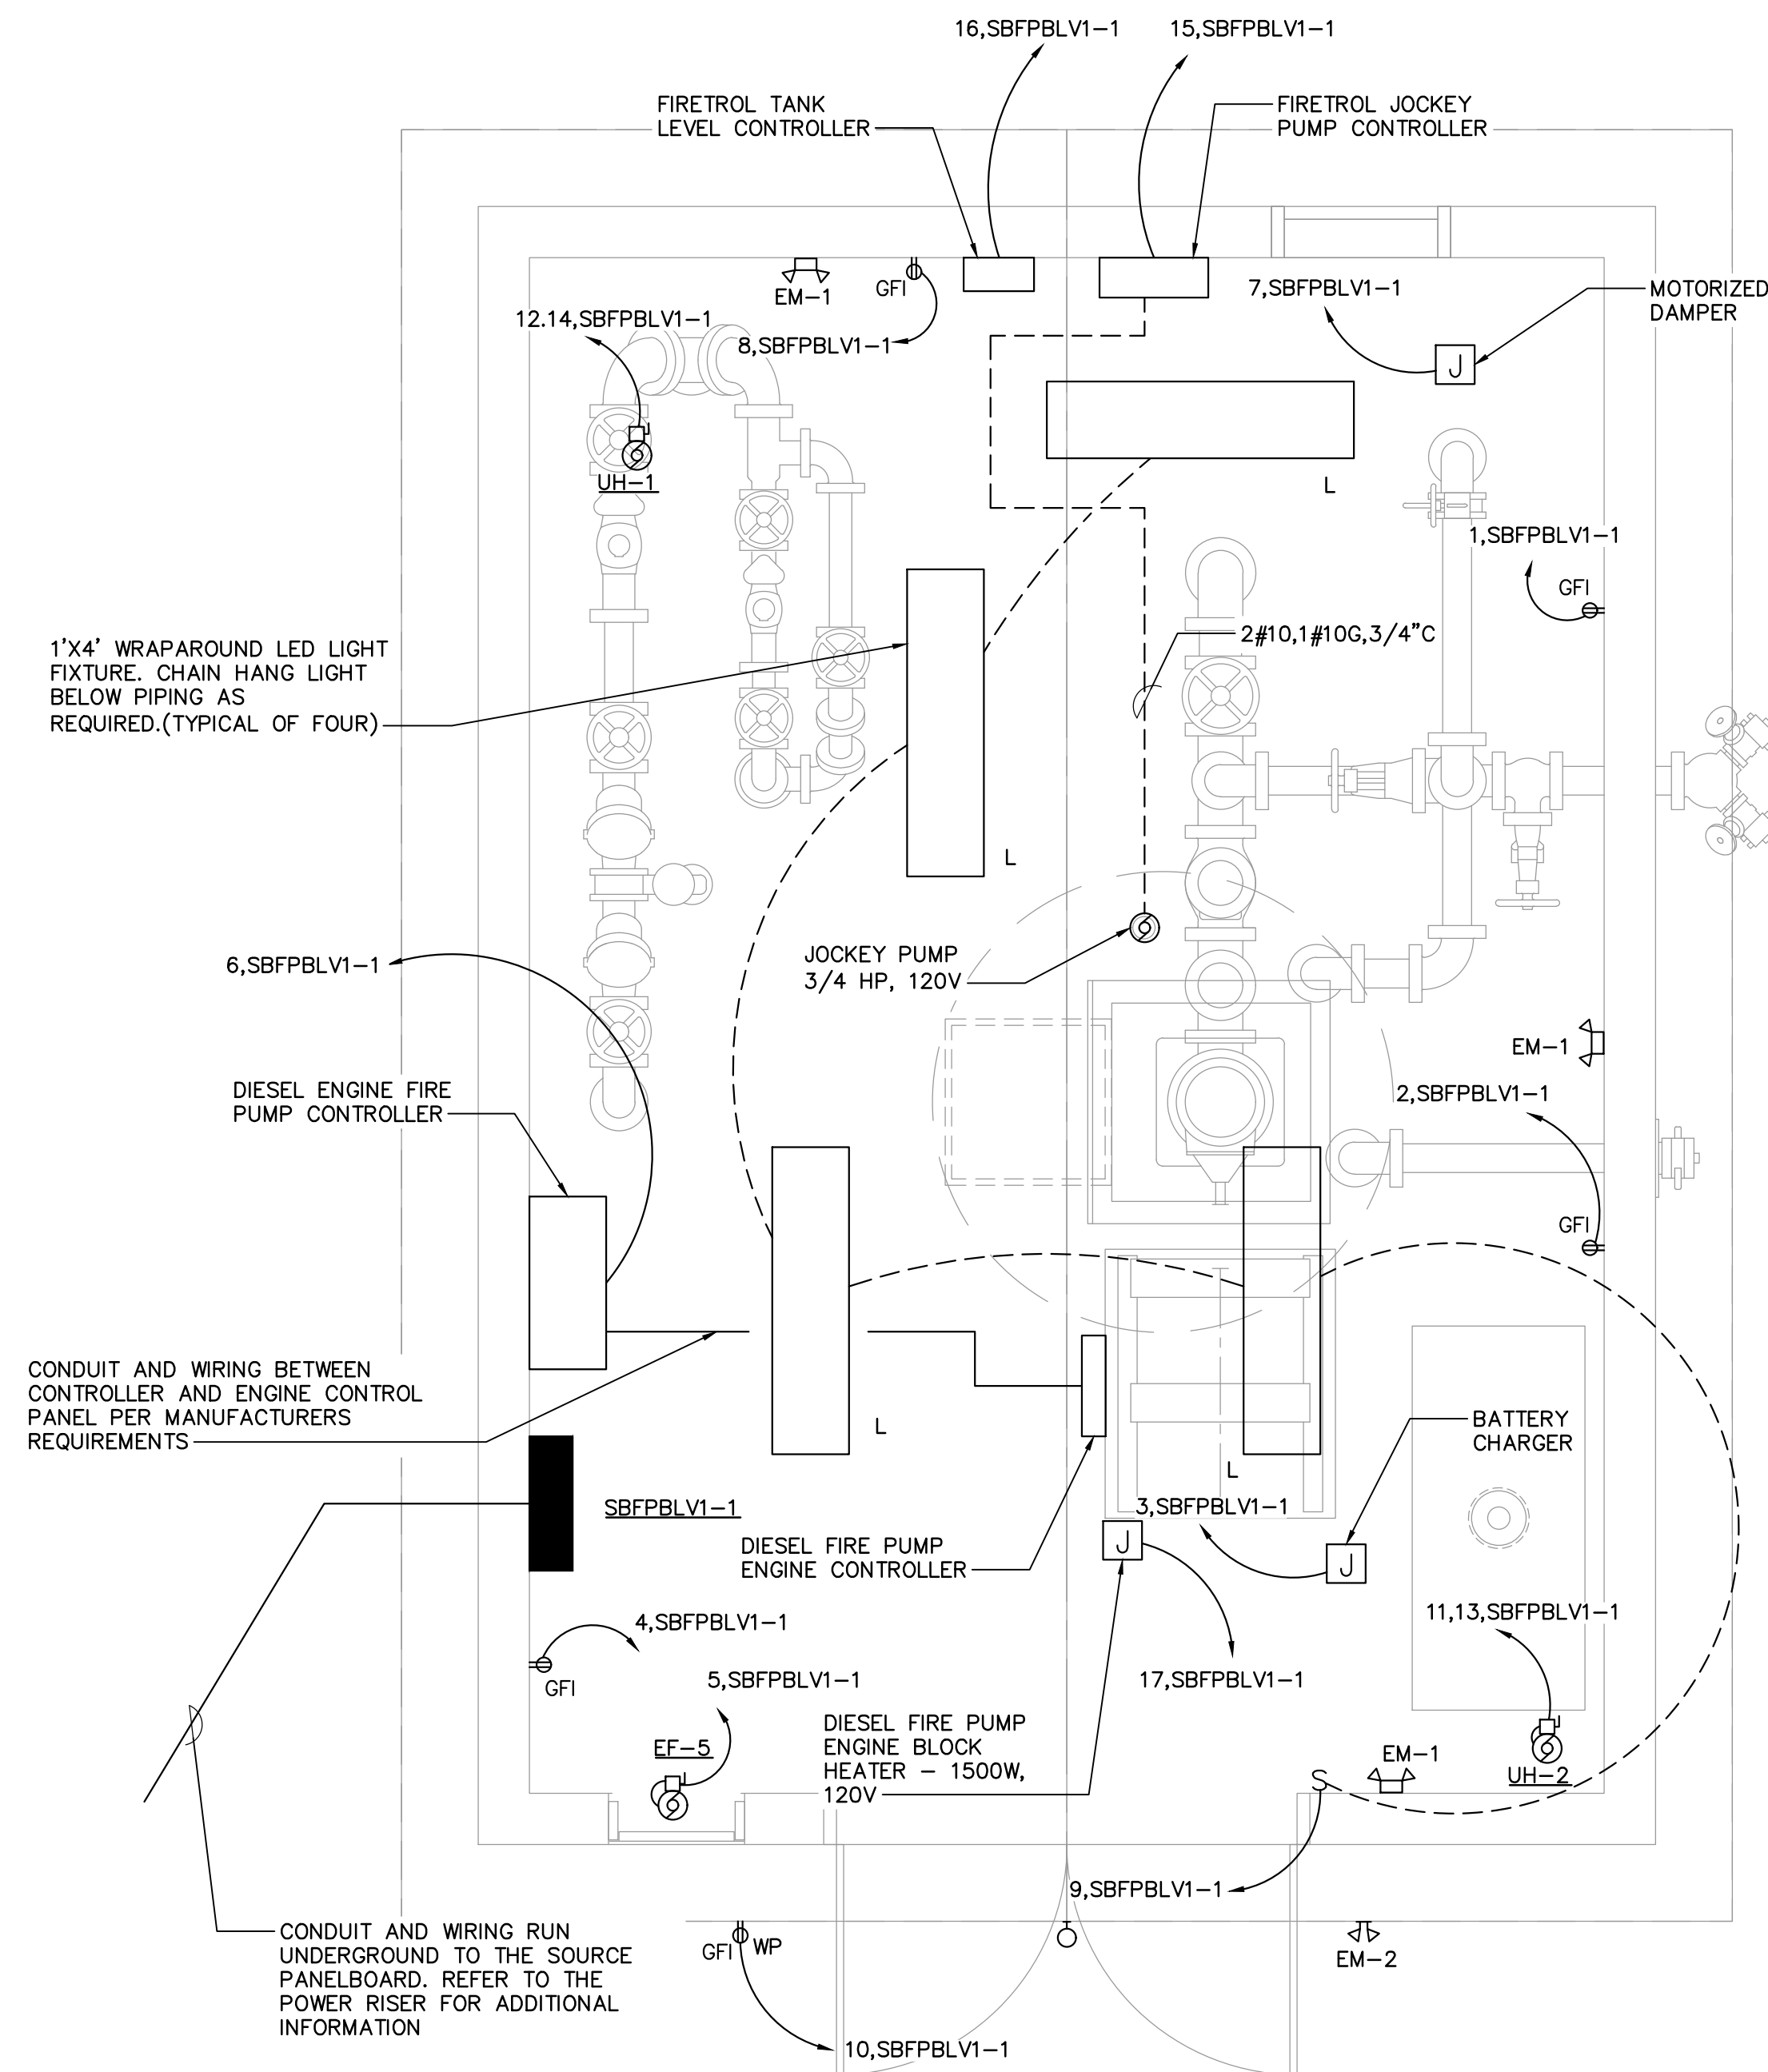 16,SBFPBLV1-1
15,SBFPBLV1-1
FIRETROL TANK
LEVEL CONTROLLER
FIRETROL JOCKEY
PUMP CONTROLLER
EM-1
GFI
7,SBFPBLV1-1
MOTORIZED
DAMPER
12.14,SBFPBLV1-1
8,SBFPBLV1-1
J
J
UH-1
L
1,SBFPBLV1-1
GFI
2#10,1#10G,3/4"C
1'X4' WRAPAROUND LED LIGHT
FIXTURE. CHAIN HANG LIGHT
BELOW PIPING AS
REQUIRED.(TYPICAL OF FOUR)
L
6,SBFPBLV1-1
JOCKEY PUMP
3/4 HP, 120V
EM-1
DIESEL ENGINE FIRE
PUMP CONTROLLER
2,SBFPBLV1-1
GFI
CONDUIT AND WIRING BETWEEN
CONTROLLER AND ENGINE CONTROL
PANEL PER MANUFACTURERS
REQUIREMENTS
L
BATTERY
CHARGER
L
SBFPBLV1-1
3,SBFPBLV1-1
DIESEL FIRE PUMP
ENGINE CONTROLLER
J
J
4,SBFPBLV1-1
11,13,SBFPBLV1-1
GFI
5,SBFPBLV1-1
17,SBFPBLV1-1
DIESEL FIRE PUMP
ENGINE BLOCK
HEATER - 1500W,
120V
EF-5
J
J
EM-1
UH-2
S
9,SBFPBLV1-1
CONDUIT AND WIRING RUN
UNDERGROUND TO THE SOURCE
PANELBOARD. REFER TO THE
POWER RISER FOR ADDITIONAL
INFORMATION
GFI
WP
EM-2
10,SBFPBLV1-1